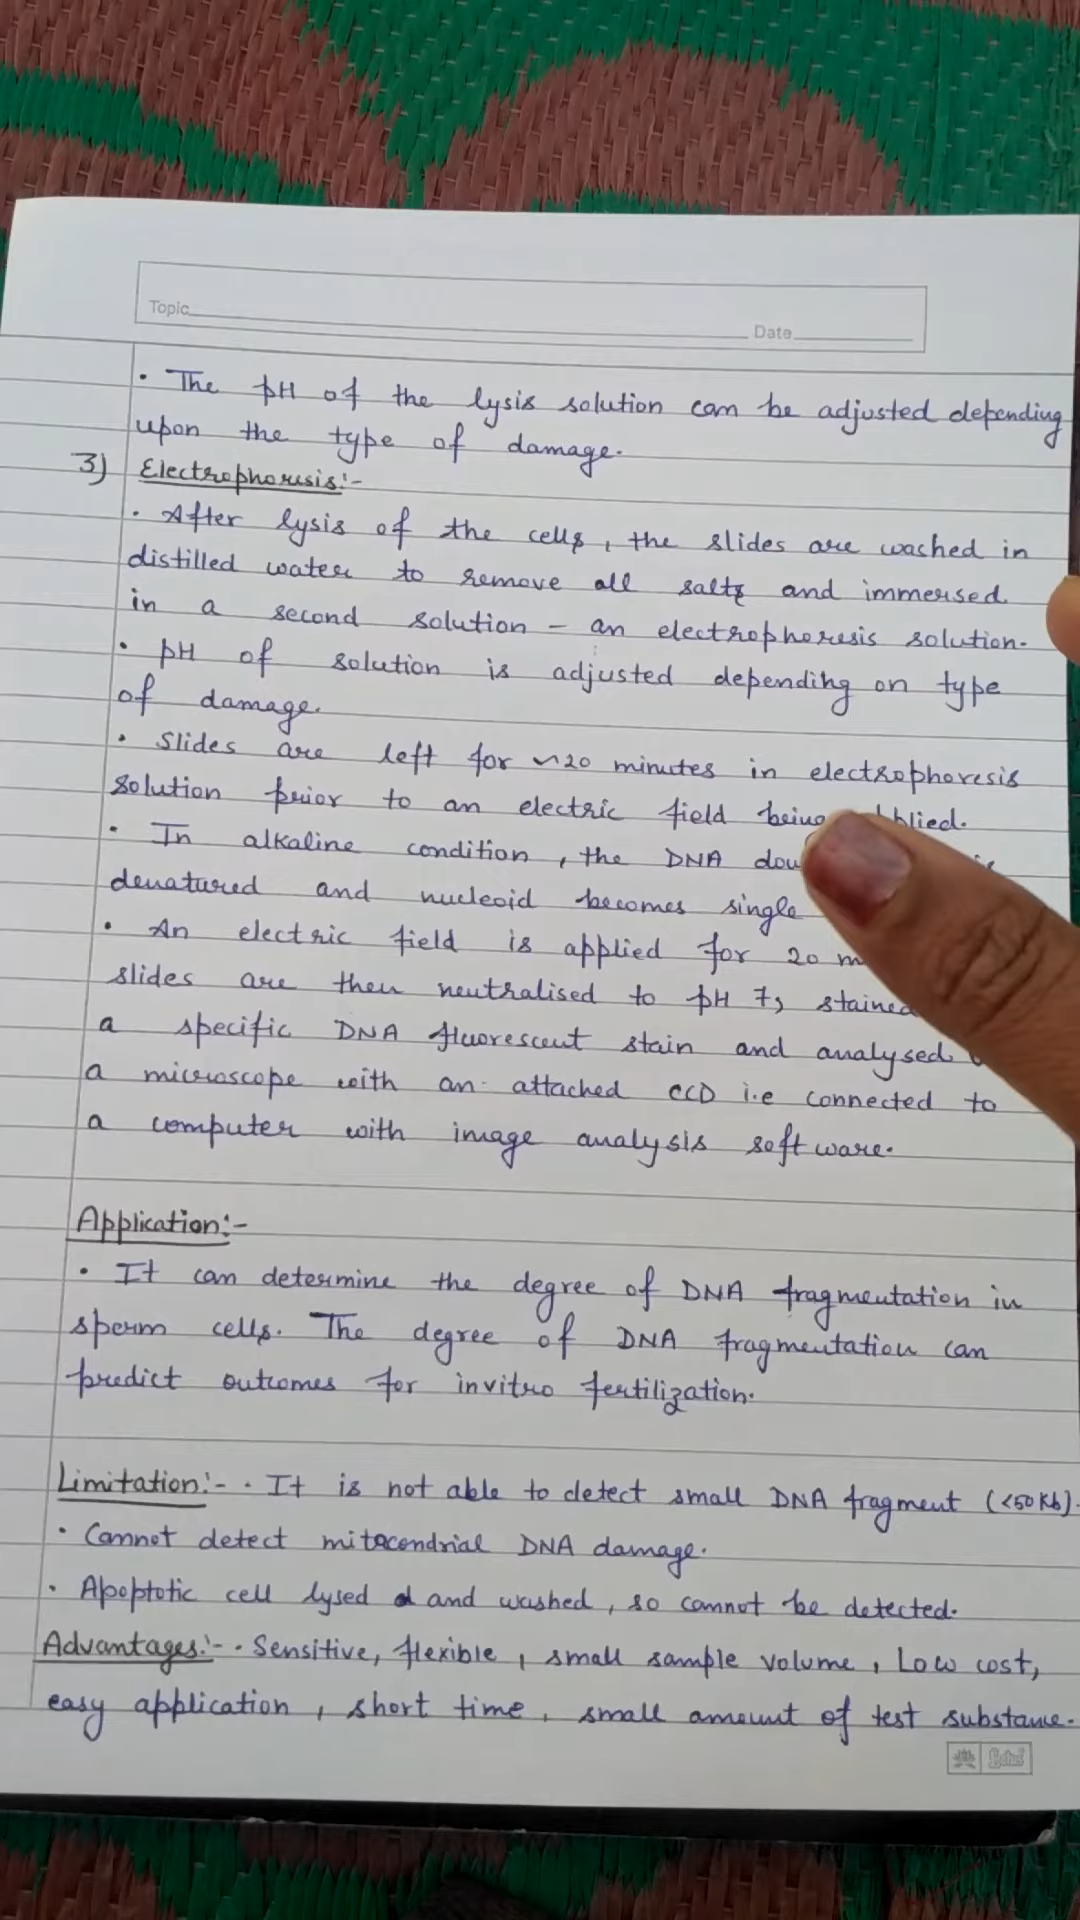 Topic
Date
• The pH of the lysis solution can be adjusted depending
upon the type of damage.
3) Electrophoresis:-
• After lysis of the cells, the slides are washed in
distilled water to remove all salts and immersed
in a second solution – an electrophoresis solution.
• pH of solution is adjusted depending on type
of damage.
• Slides are left for ~20 minutes in electrophoresis
solution prior to an electric field being
• In alkaline condition, the DNA
denatured and nucleoid becomes single
• An electric field is applied for 20
slides are then neutralised to pH 7, stained
a specific DNA fluorescent stain and analysed
a microscope with an attached CCD i.e connected to
a computer with image analysis software.
Application:-
• It can determine the degree of DNA fragmentation in
sperm cells. The degree of DNA fragmentation can
predict outcomes for invitro fertilization.
Limitation:- • It is not able to detect small DNA fragment (<50Kb).
• Cannot detect mitocondrial DNA damage.
• Apoptotic cell lysed and washed, so cannot be detected.
Advantages:- • Sensitive, flexible, small sample volume, Low cost,
easy application, short time, small amount of test substance.